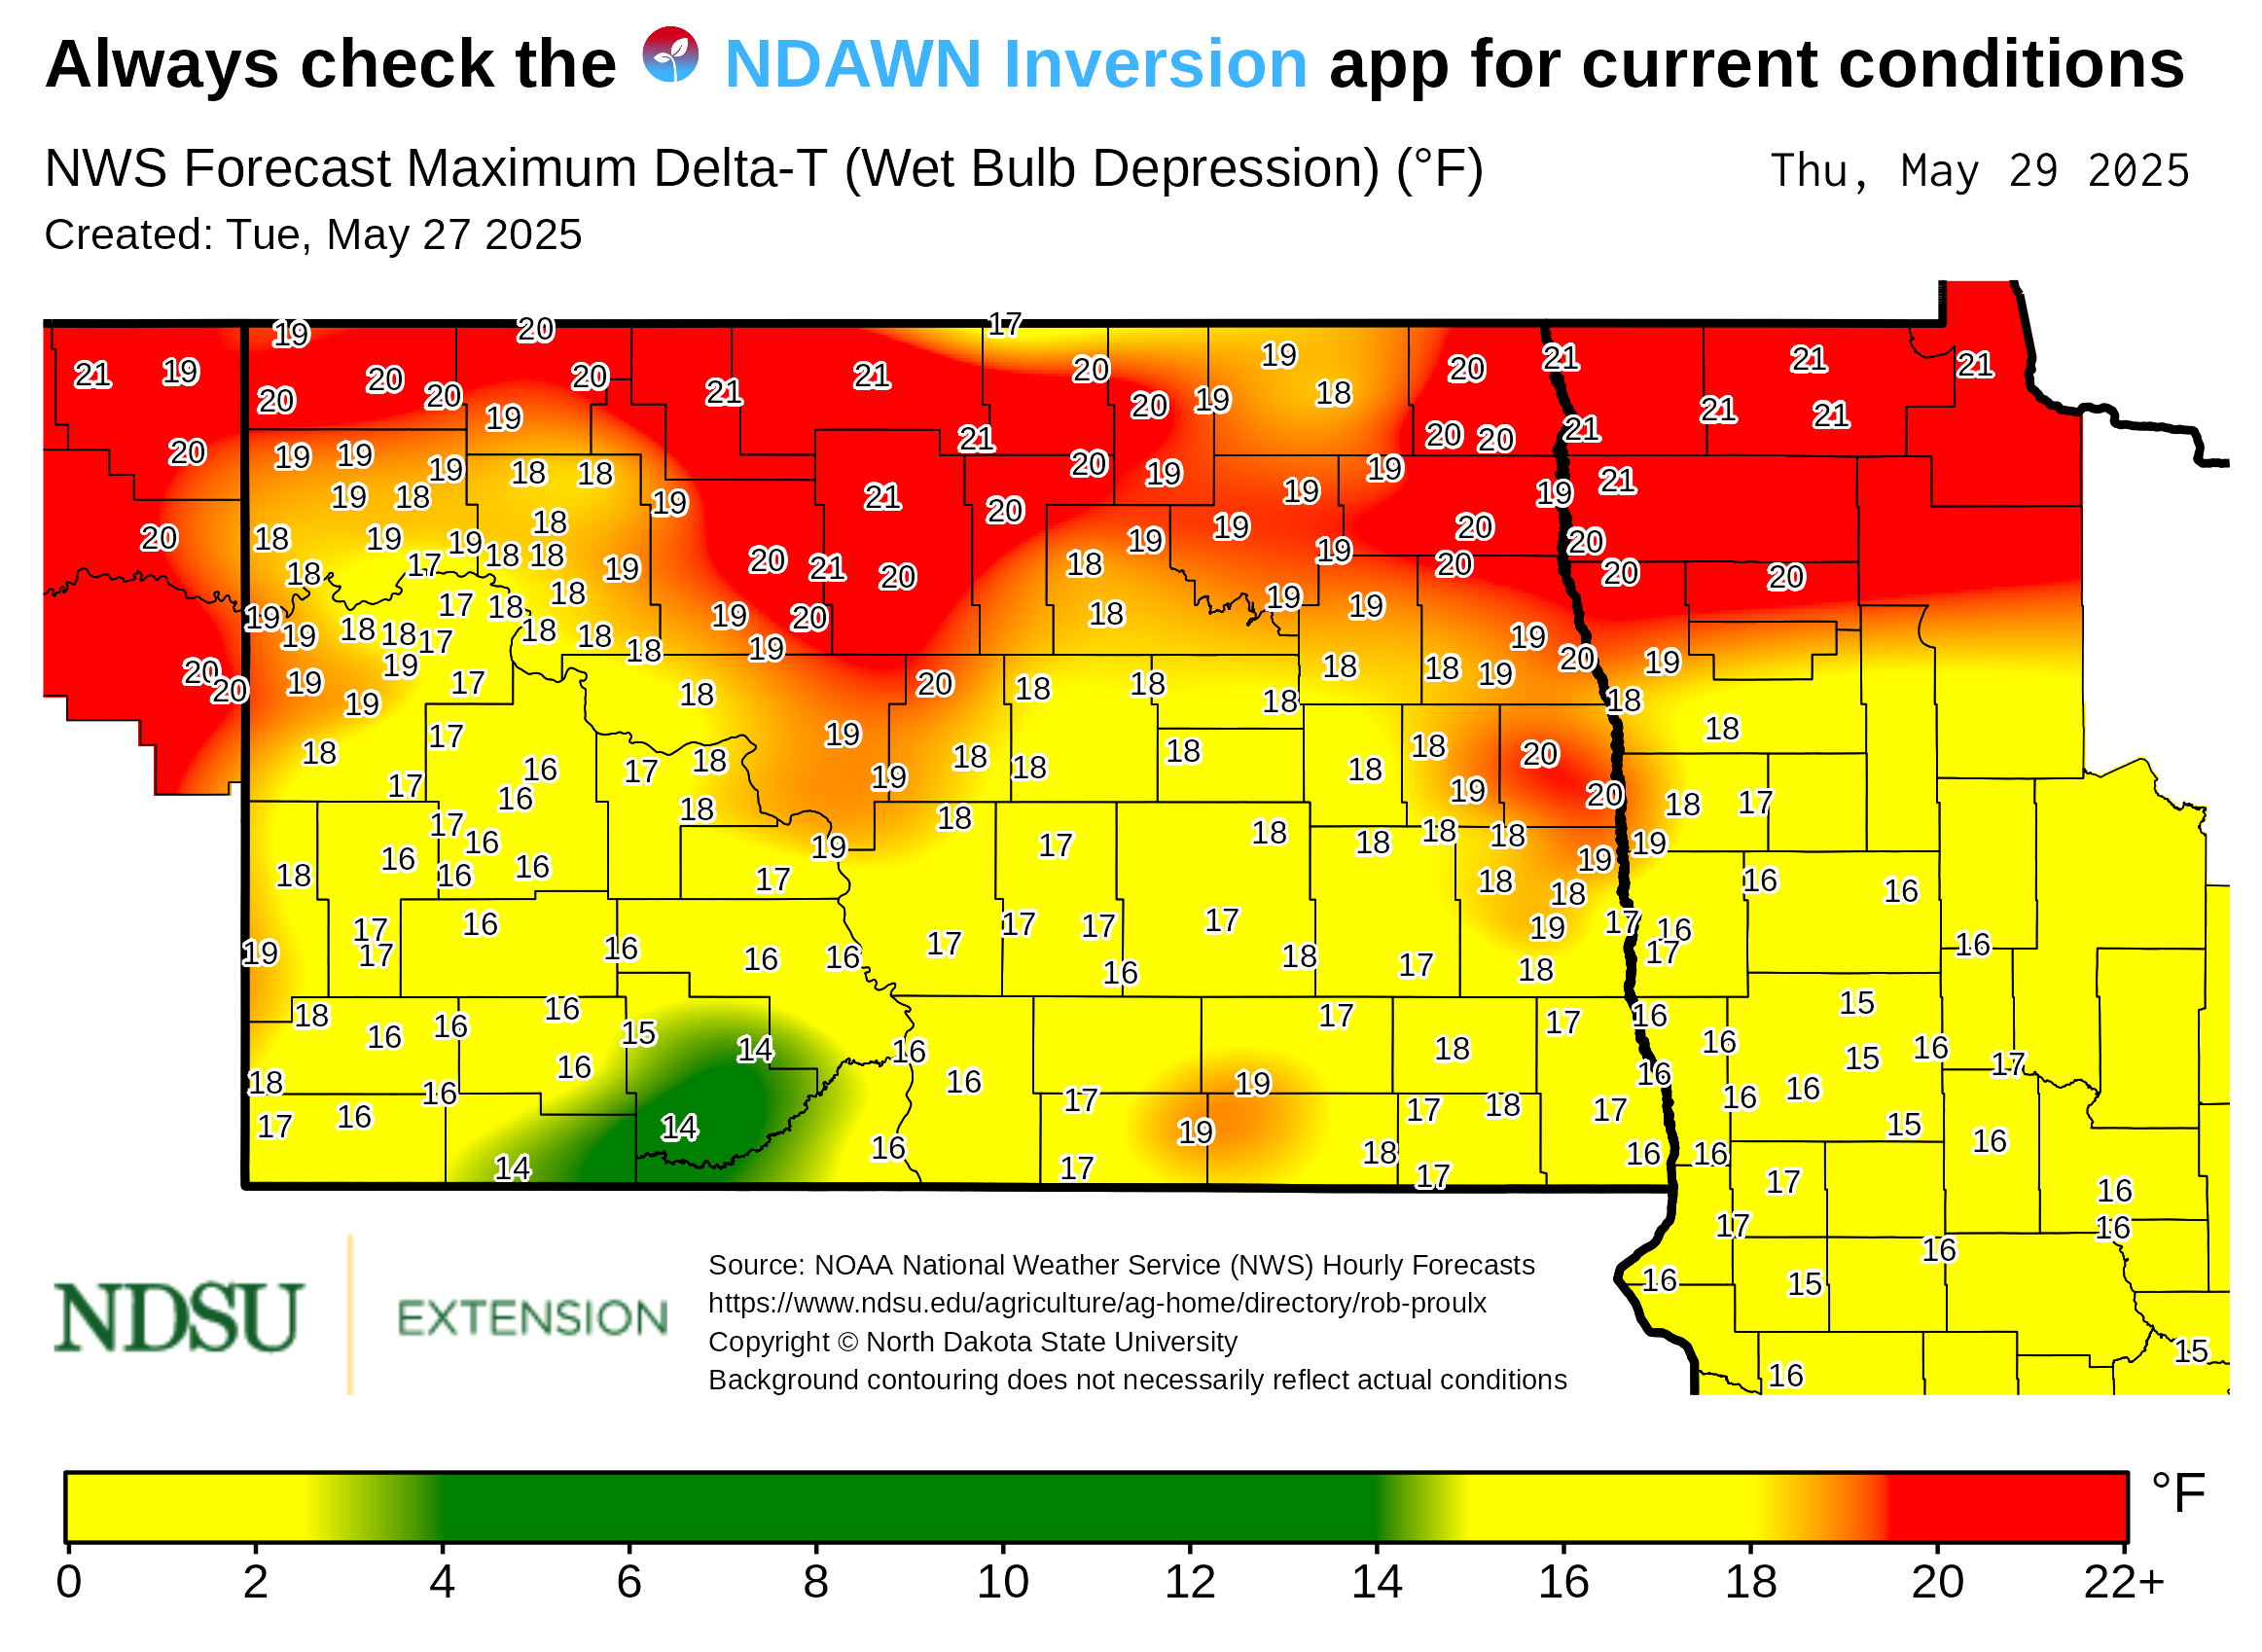 Always check the NDAWN Inversion app for current conditions
NWS Forecast Maximum Delta-T (Wet Bulb Depression) (°F) Thu, May 29 2025
Created: Tue, May 27 2025
19 20 17
21 19 20 20 20 21 21 20 19 18 20 21 21 21
20 20 19 20 19 21 21 21
20 19 19 19 18 18 21 20 19 20 20 21
19 18 19 21 20 19 19 19 21
20 18 19 19 18 18 18 19 20 21 20 18 19 19 19 20 20 20
18 17 17 18 18 19 20 18 19 19 20 20
19 19 18 18 17 18 18 18 19 19 20
20 20 19 19 19 17 18 20 18 18 18 18 18 19 20 19 18
18 17 16 17 18 19 18 18 18 18 18 20 18
17 16 18 19 19 20 18 17
17 16 16 16 16 19 18 17 18 18 18 18 19 19
18 17 18 18 16 16
19 17 17 16 16 16 16 17 17 17 17 18 17 19 17 16 17 16
16 18 18
18 16 16 16 15 14 17 18 17 16 16 15
16 16 16 19 16 15 16 17
18 16 17 17 18 17 16 16
17 16 14 19 15
14 16 17 18 17 16 16 17 16
16
17 16 16
16 15
15
16
NDSU EXTENSION
Source: NOAA National Weather Service (NWS) Hourly Forecasts
https://www.ndsu.edu/agriculture/ag-home/directory/rob-proulx
Copyright © North Dakota State University
Background contouring does not necessarily reflect actual conditions
°F
0 2 4 6 8 10 12 14 16 18 20 22+